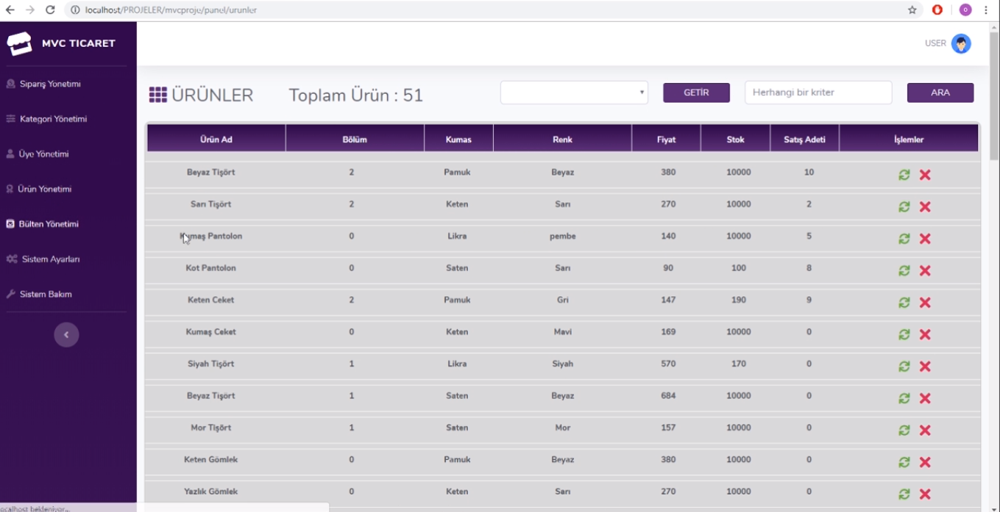 localhost/PROJELER/mvcproje/panel/urunler
MVC TICARET
USER
Sipariş Yönetimi
Kategori Yönetimi
Üye Yönetimi
Ürün Yönetimi
Bülten Yönetimi
Sistem Ayarları
Sistem Bakım
ÜRÜNLER Toplam Ürün : 51 GETİR Herhangi bir kriter ARA
Ürün Ad Bölüm Kumas Renk Fiyat Stok Satış Adeti İşlemler
Beyaz Tişört 2 Pamuk Beyaz 380 10000 10
Sarı Tişört 2 Keten Sarı 270 10000 2
Kumaş Pantolon 0 Likra pembe 140 10000 5
Kot Pantolon 0 Saten Sarı 90 100 8
Keten Ceket 2 Pamuk Gri 147 190 9
Kumaş Ceket 0 Keten Mavi 169 10000 0
Siyah Tişört 1 Likra Siyah 570 170 0
Beyaz Tişört 1 Saten Beyaz 684 10000 0
Mor Tişört 1 Saten Mor 157 10000 0
Keten Gömlek 0 Pamuk Beyaz 380 10000 0
Yazlık Gömlek 0 Keten Sarı 270 10000 0
ocalhost bekleniyor...